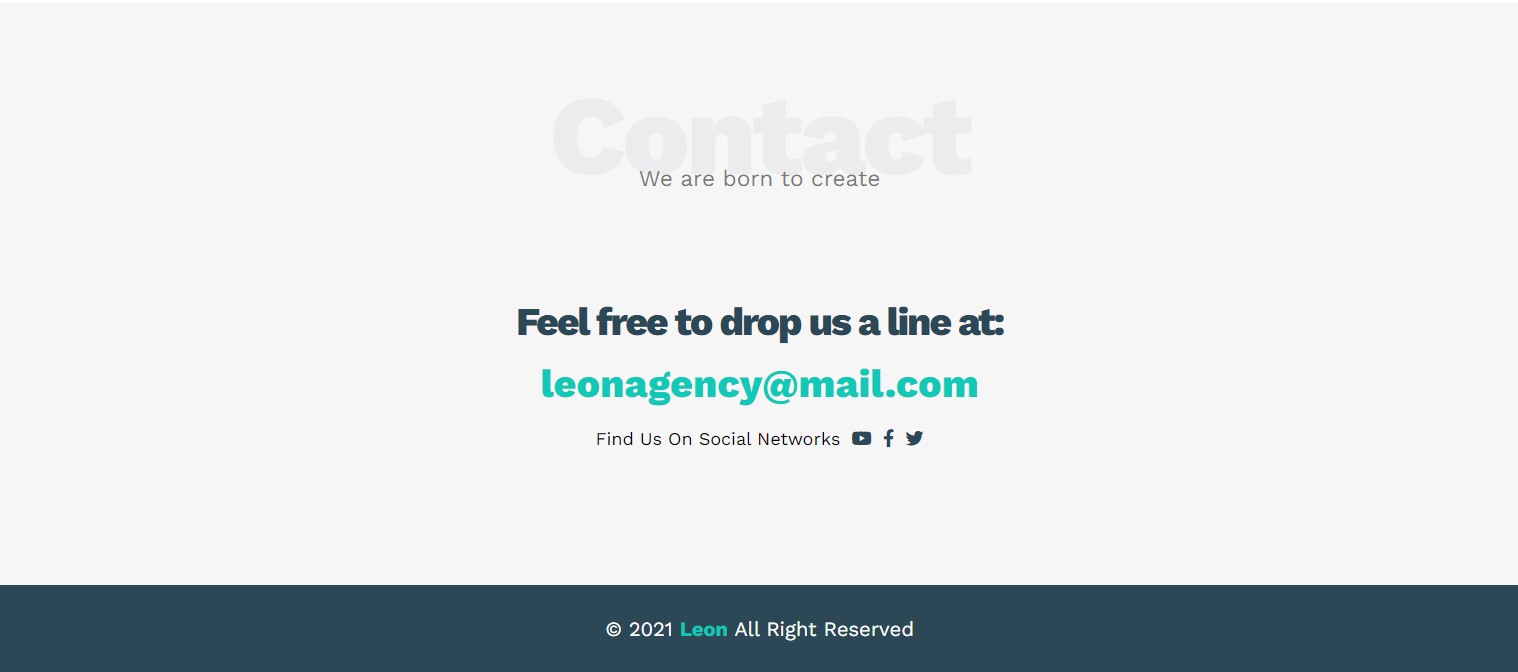 Contact
We are born to create
Feel free to drop us a line at:
leonagency@mail.com
Find Us On Social Networks
© 2021 Leon All Right Reserved